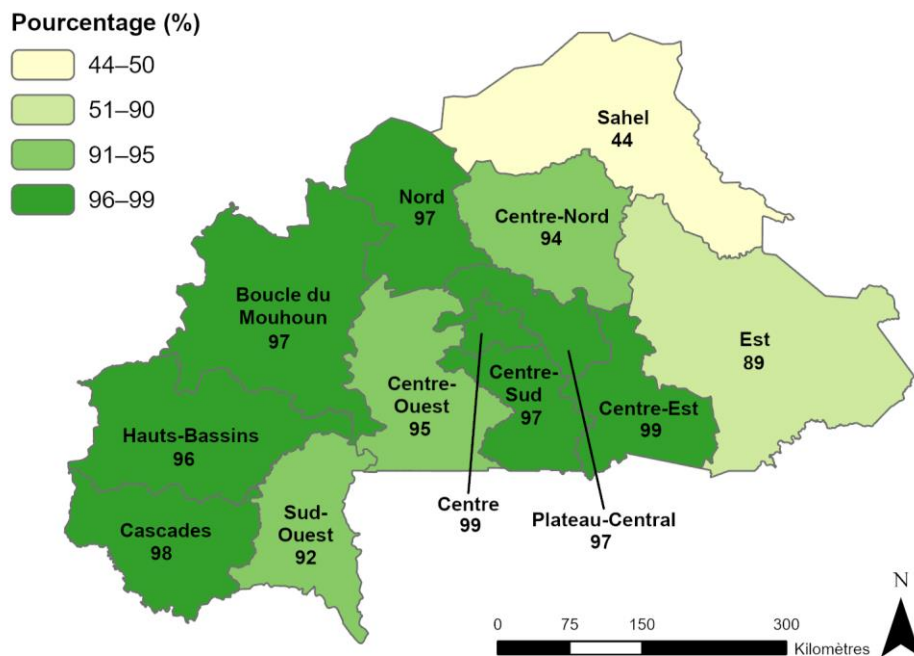 Pourcentage (%)
44–50
51–90
91–95
96–99
Sahel
44
Nord
97
Centre-Nord
94
Boucle du
Mouhoun
97
Est
89
Centre-
Ouest
95
Centre-
Sud
97
Centre-Est
99
Hauts-Bassins
96
Centre
99
Plateau-Central
97
Cascades
98
Sud-
Ouest
92
N
0 75 150 300
Kilomètres